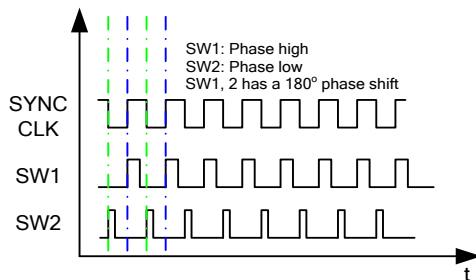 SW1: Phase high
SW2: Phase low
SW1, 2 has a 180° phase shift
SYNC
CLK
SW1
SW2
t